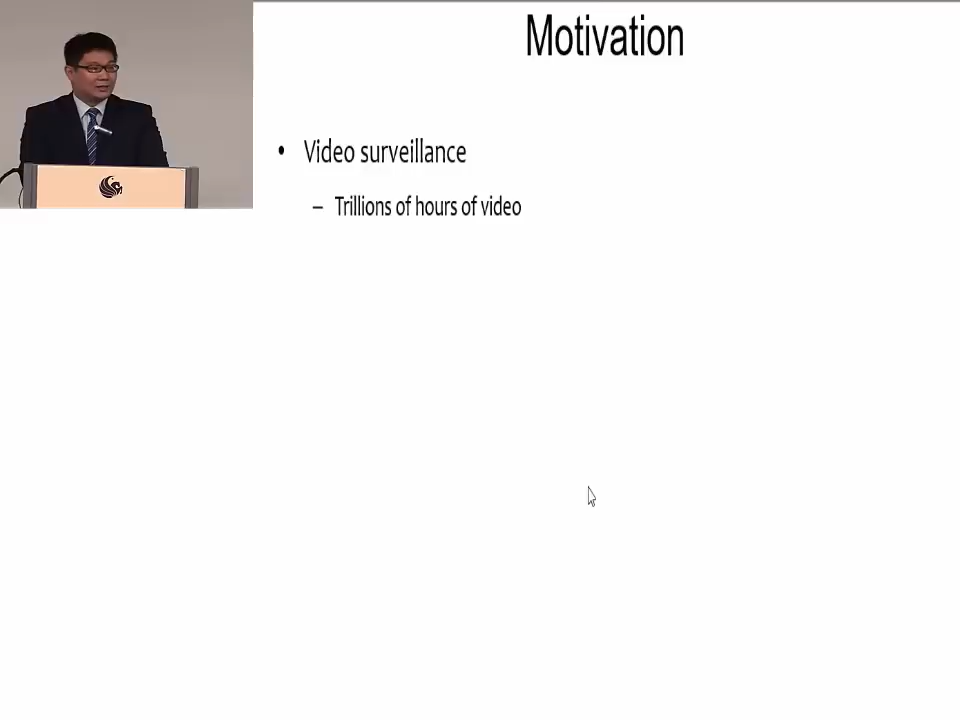 Motivation
• Video surveillance
– Trillions of hours of video